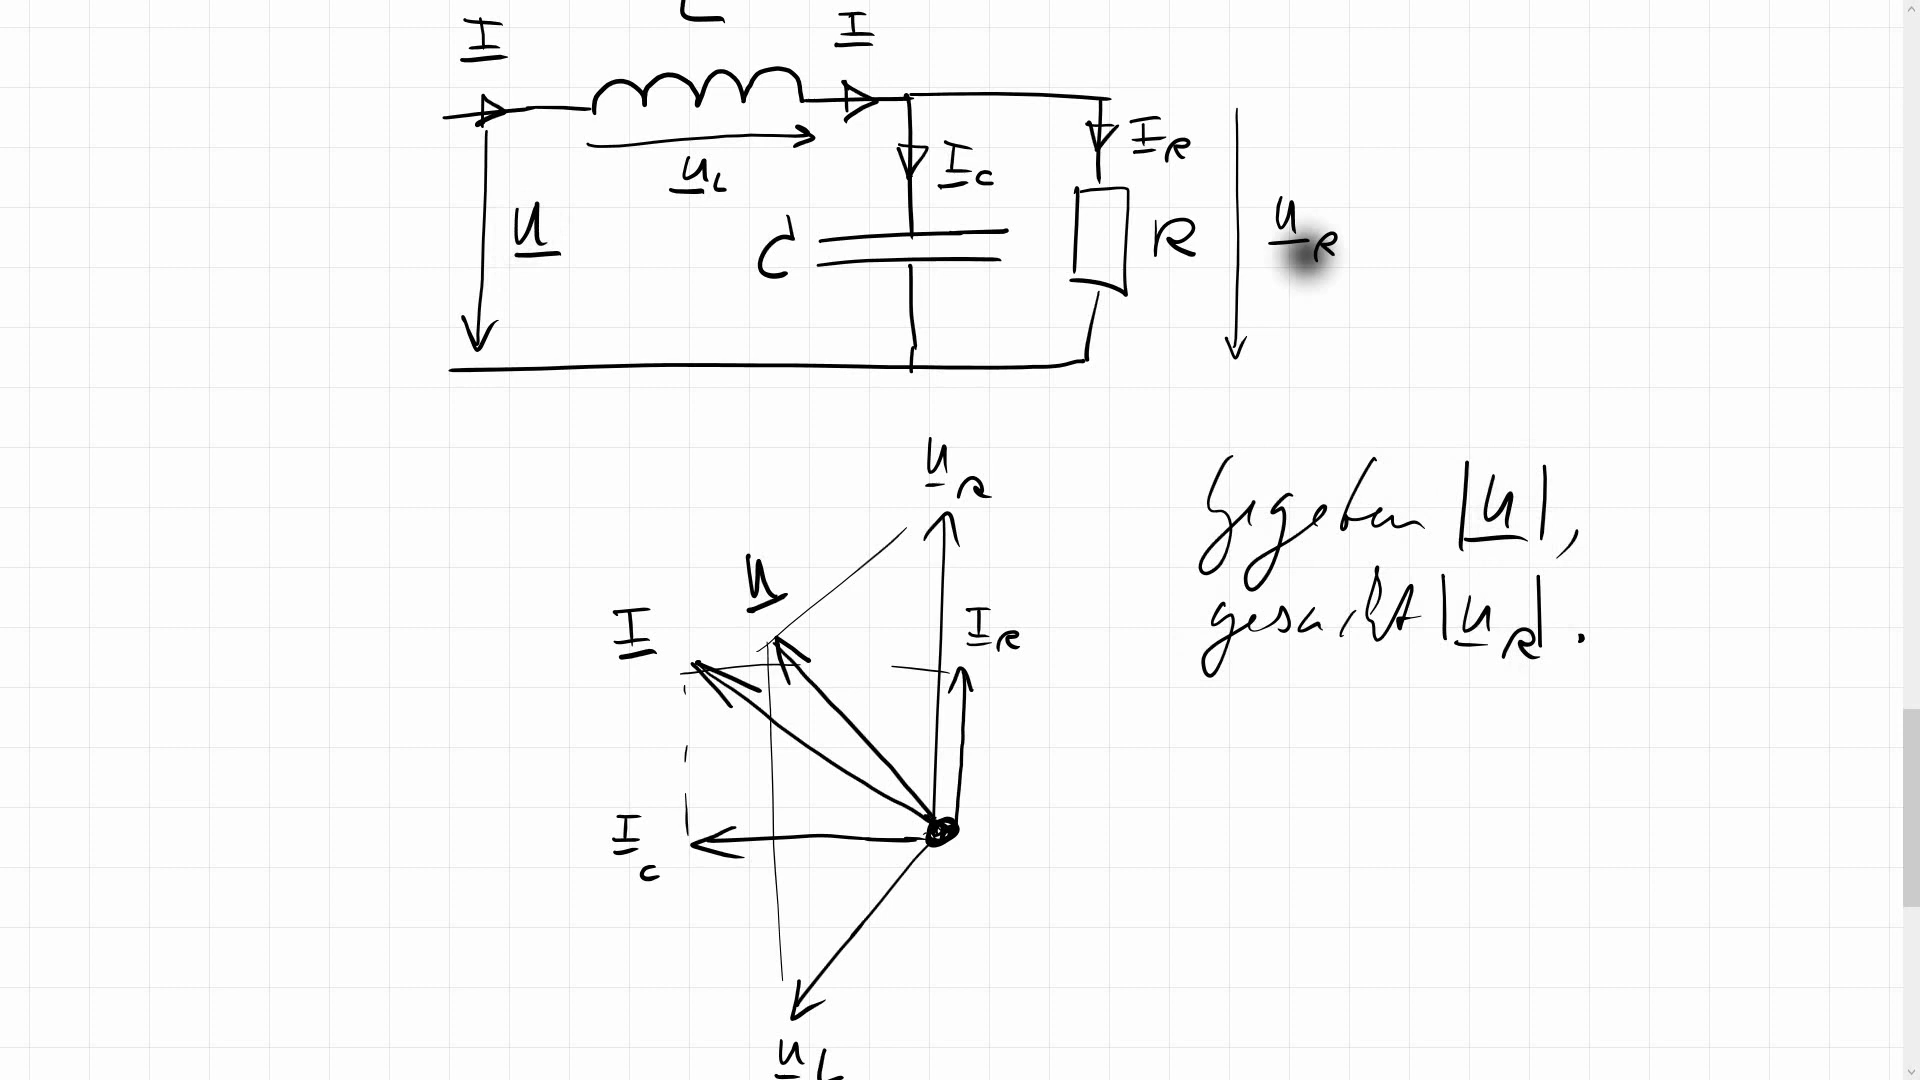 L
I I
I_R
I_C
U_L
U
C R
U_R
U_R
U
I
I_R
I_C
U_L
Gegeben |U|,
gesucht |U_R|.